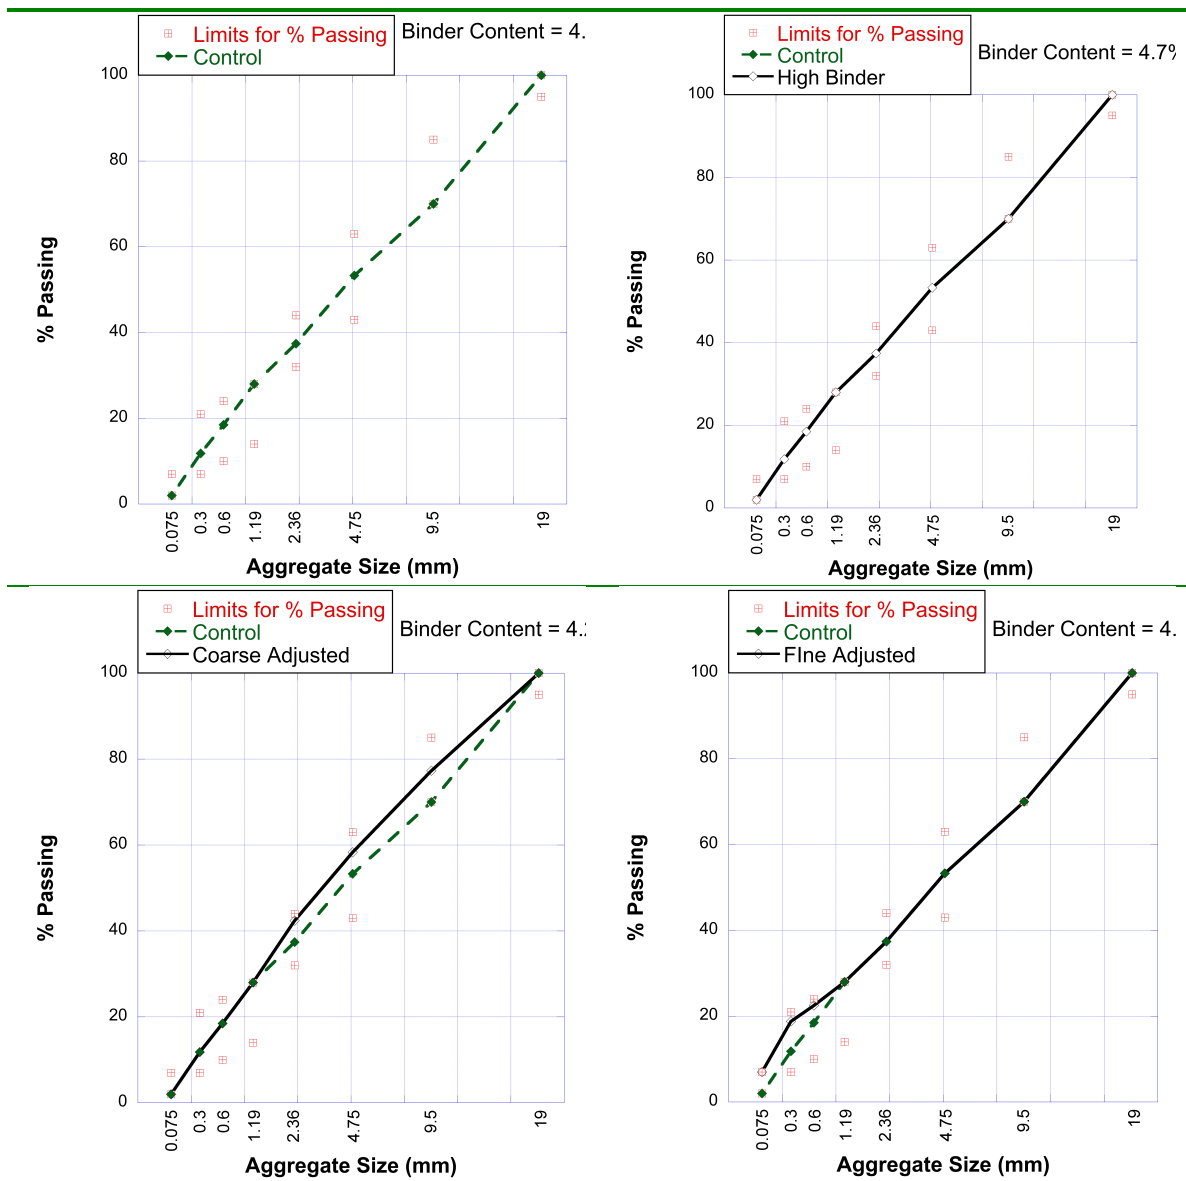 Limits for % Passing
Control
Binder Content = 4.
100
80
60
40
20
0
% Passing
0.075
0.3
0.6
1.19
2.36
4.75
9.5
19
Aggregate Size (mm)
Limits for % Passing
Control
High Binder
Binder Content = 4.7%
100
80
60
40
20
0
% Passing
0.075
0.3
0.6
1.19
2.36
4.75
9.5
19
Aggregate Size (mm)
Limits for % Passing
Control
Coarse Adjusted
Binder Content = 4.
100
80
60
40
20
0
% Passing
0.075
0.3
0.6
1.19
2.36
4.75
9.5
19
Aggregate Size (mm)
Limits for % Passing
Control
FIne Adjusted
Binder Content = 4.
100
80
60
40
20
0
% Passing
0.075
0.3
0.6
1.19
2.36
4.75
9.5
19
Aggregate Size (mm)